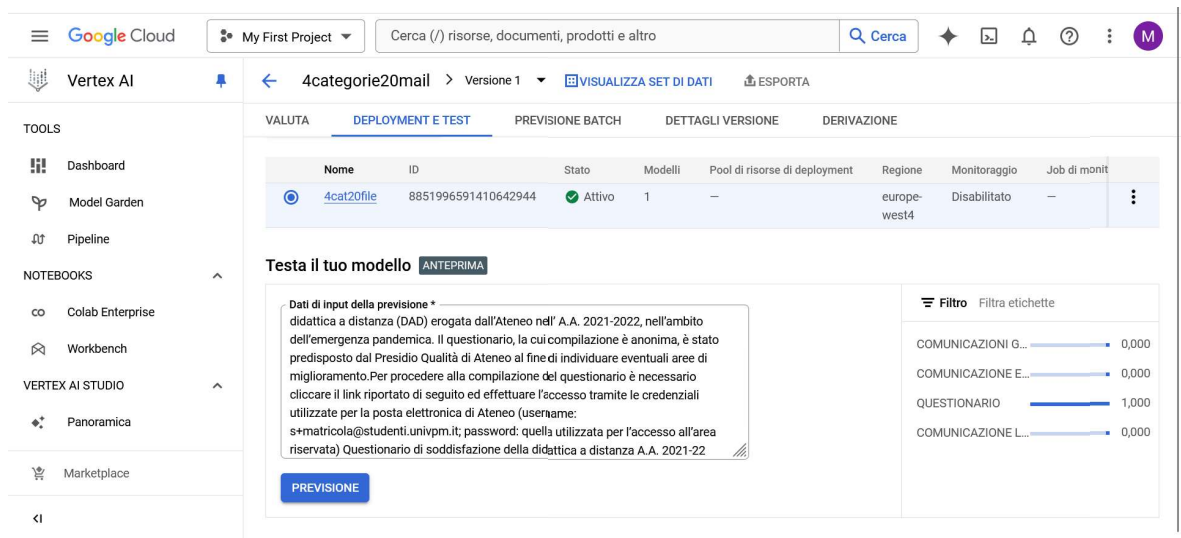 Google Cloud
My First Project
Cerca (/) risorse, documenti, prodotti e altro
Cerca
M
Vertex AI
4categorie20mail > Versione 1
VISUALIZZA SET DI DATI
ESPORTA
TOOLS
VALUTA
DEPLOYMENT E TEST
PREVISIONE BATCH
DETTAGLI VERSIONE
DERIVAZIONE
Dashboard
Model Garden
Pipeline
NOTEBOOKS
Colab Enterprise
Workbench
VERTEX AI STUDIO
Panoramica
Marketplace
Nome ID Stato Modelli Pool di risorse di deployment Regione Monitoraggio Job di monit
4cat20file 8851996591410642944 Attivo 1 — europe- Disabilitato —
west4
Testa il tuo modello ANTEPRIMA
Dati di input della previsione *
didattica a distanza (DAD) erogata dall'Ateneo nell' A.A. 2021-2022, nell'ambito
dell'emergenza pandemica. Il questionario, la cui compilazione è anonima, è stato
predisposto dal Presidio Qualità di Ateneo al fine di individuare eventuali aree di
miglioramento.Per procedere alla compilazione del questionario è necessario
cliccare il link riportato di seguito ed effettuare l'accesso tramite le credenziali
utilizzate per la posta elettronica di Ateneo (username:
s+matricola@studenti.univpm.it; password: quella utilizzata per l'accesso all'area
riservata) Questionario di soddisfazione della didattica a distanza A.A. 2021-22
PREVISIONE
Filtro Filtra etichette
COMUNICAZIONI G... 0,000
COMUNICAZIONE E... 0,000
QUESTIONARIO 1,000
COMUNICAZIONE L... 0,000